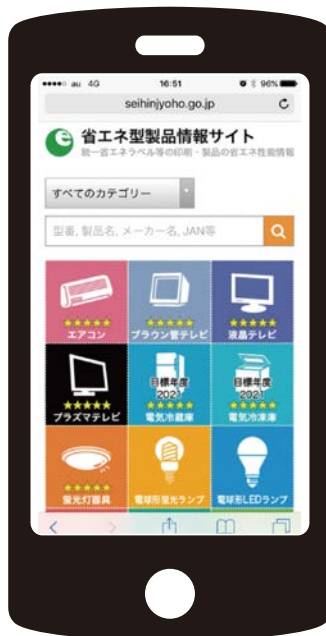 au 4G 16:51 96%
seihinjyoho.go.jp
e 省エネ型製品情報サイト
統一省エネラベル等の印刷・製品の省エネ性能情報
すべてのカテゴリー
型番, 製品名, メーカー名, JAN等
エアコン ブラウン管テレビ 液晶テレビ
目標年度 目標年度
2021 2021
プラズマテレビ 電気冷蔵庫 電気冷凍庫
蛍光灯器具 電球形蛍光ランプ 電球形LEDランプ